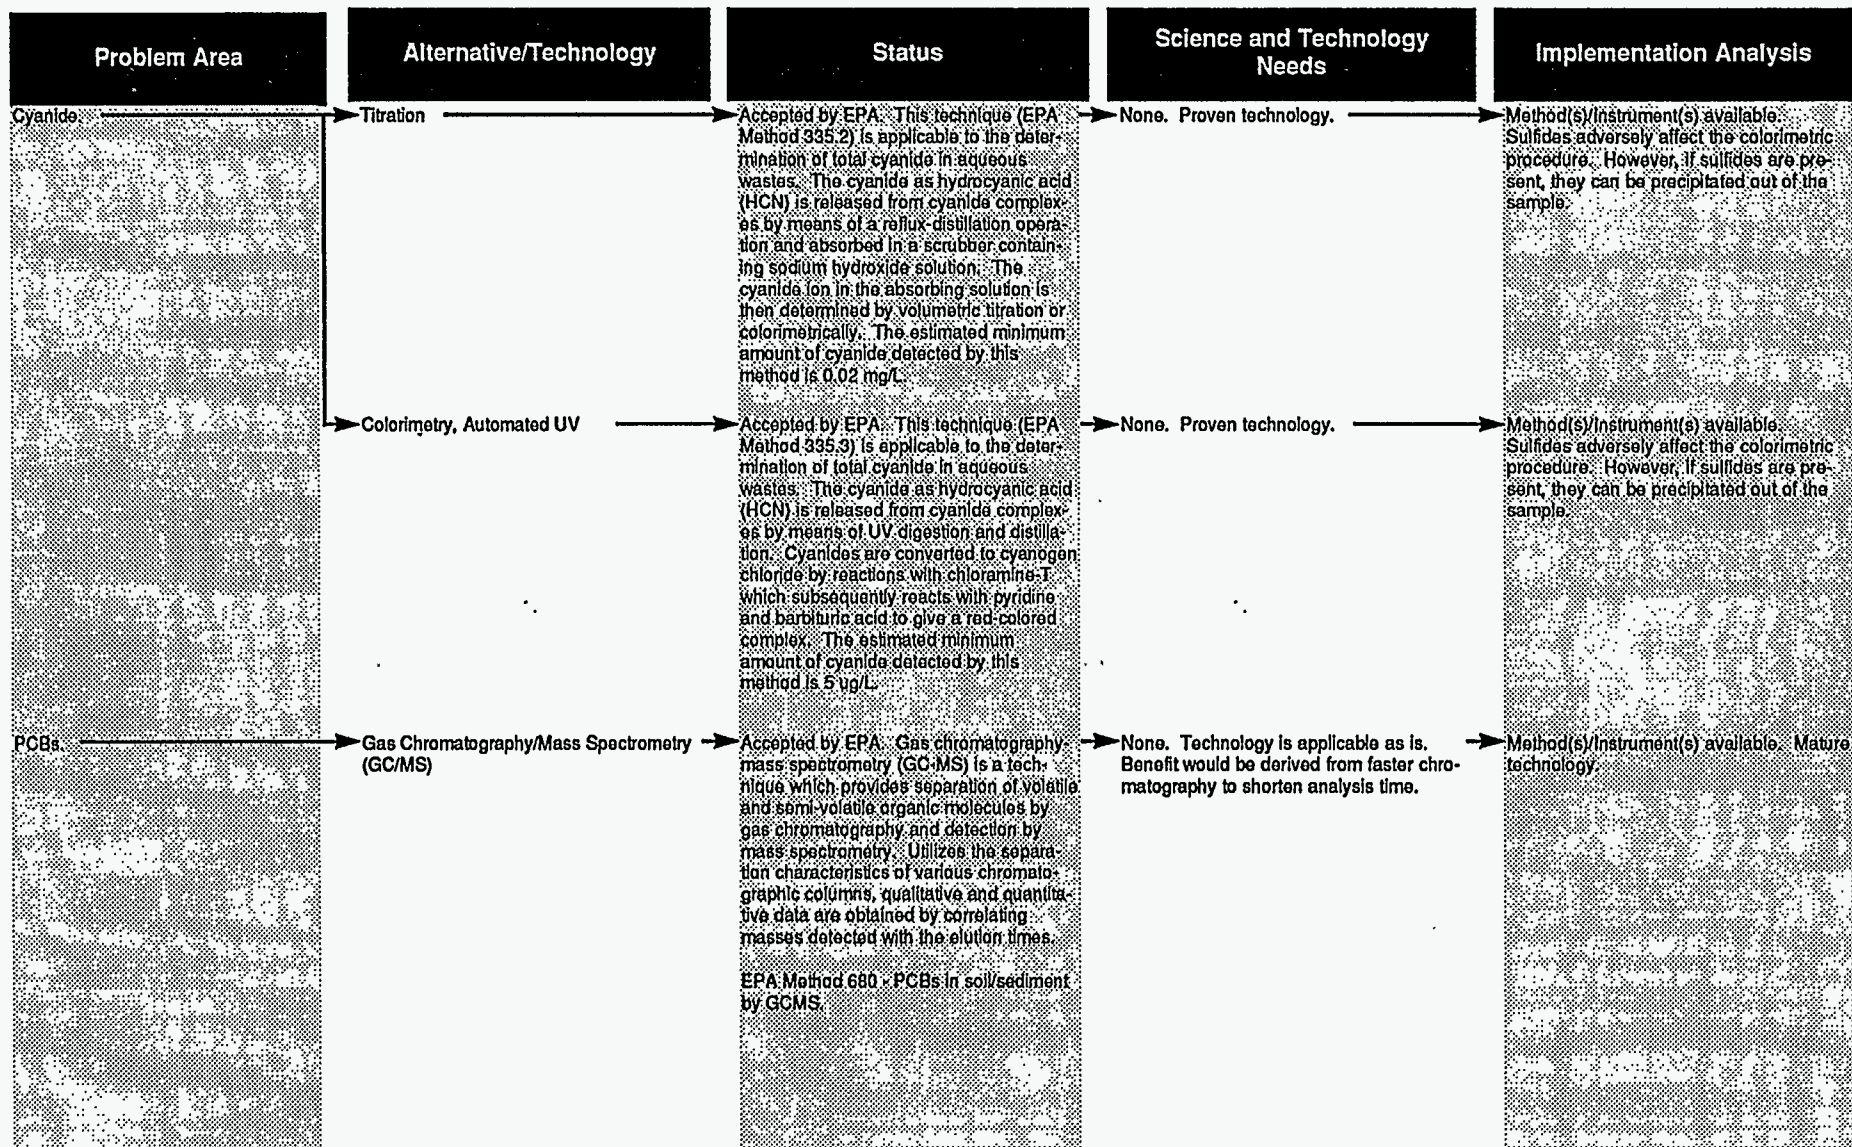 Problem Area
Alternative/Technology
Status
Science and Technology
Needs
Implementation Analysis
Cyanide.
Titration
Accepted by EPA. This technique (EPA
Method 335.2) is applicable to the deter-
mination of total cyanide in aqueous
wastes. The cyanide as hydrocyanic acid
(HCN) is released from cyanide complex-
es by means of a reflux-distillation opera-
tion and absorbed in a scrubber contain-
ing sodium hydroxide solution. The
cyanide ion in the absorbing solution is
then determined by volumetric titration or
colorimetrically. The estimated minimum
amount of cyanide detected by this
method is 0.02 mg/L.
None. Proven technology.
Method(s)/Instrument(s) available.
Sulfides adversely affect the colorimetric
procedure. However, if sulfides are pre-
sent, they can be precipitated out of the
sample.
Colorimetry, Automated UV
Accepted by EPA. This technique (EPA
Method 335.3) is applicable to the deter-
mination of total cyanide in aqueous
wastes. The cyanide as hydrocyanic acid
(HCN) is released from cyanide complex-
es by means of UV digestion and distilla-
tion. Cyanides are converted to cyanogen
chloride by reactions with chloramine-T
which subsequently reacts with pyridine
and barbituric acid to give a red-colored
complex. The estimated minimum
amount of cyanide detected by this
method is 5 ug/L.
None. Proven technology.
Method(s)/Instrument(s) available.
Sulfides adversely affect the colorimetric
procedure. However, if sulfides are pre-
sent, they can be precipitated out of the
sample.
PCBs.
Gas Chromatography/Mass Spectrometry
(GC/MS)
Accepted by EPA. Gas chromatography-
mass spectrometry (GC-MS) is a tech-
nique which provides separation of volatile
and semi-volatile organic molecules by
gas chromatography and detection by
mass spectrometry. Utilizes the separa-
tion characteristics of various chromato-
graphic columns, qualitative and quantita-
tive data are obtained by correlating
masses detected with the elution times.
EPA Method 680 - PCBs in soil/sediment
by GCMS.
None. Technology is applicable as is.
Benefit would be derived from faster chro-
matography to shorten analysis time.
Method(s)/Instrument(s) available. Mature
technology.